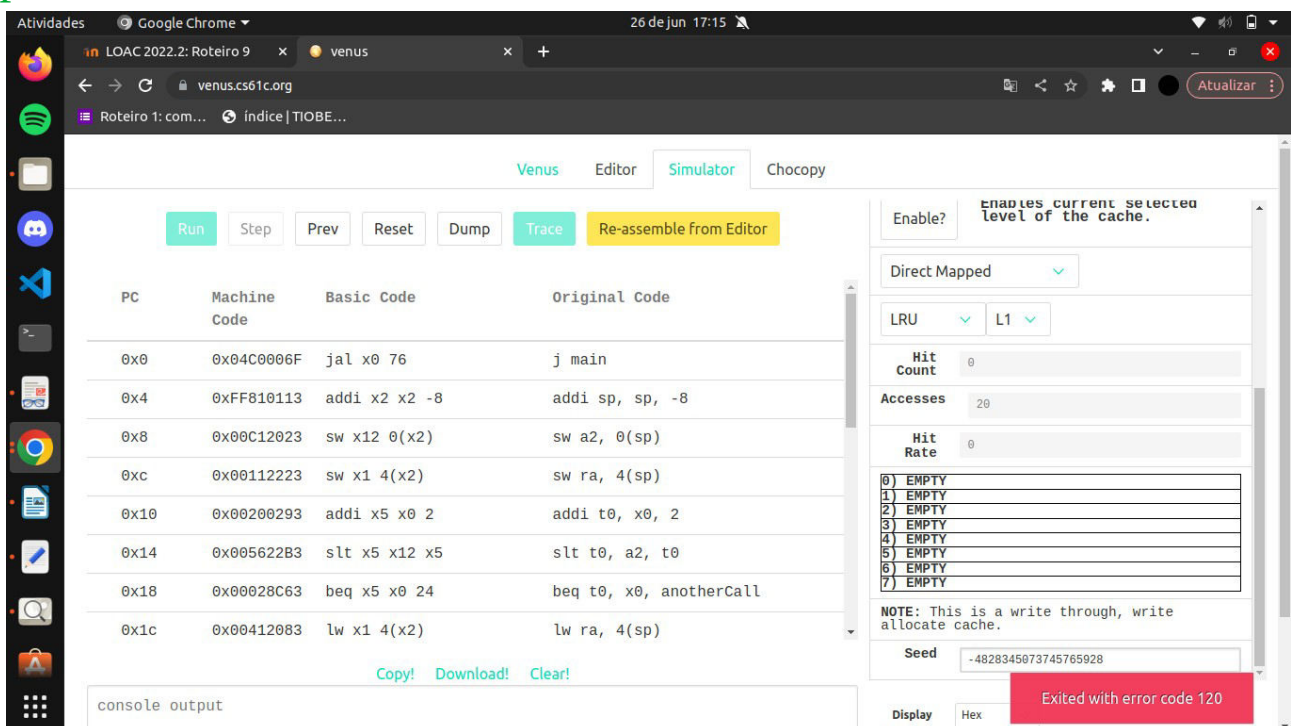 Atividades Google Chrome 26 de jun 17:15
LOAC 2022.2: Roteiro 9 × venus × +
venus.cs61c.org Atualizar
Roteiro 1: com... índice | TIOBE...
Venus Editor Simulator Chocopy
Run Step Prev Reset Dump Trace Re-assemble from Editor
PC Machine Code Basic Code Original Code
0x0 0x04C0006F jal x0 76 j main
0x4 0xFF810113 addi x2 x2 -8 addi sp, sp, -8
0x8 0x00C12023 sw x12 0(x2) sw a2, 0(sp)
0xc 0x00112223 sw x1 4(x2) sw ra, 4(sp)
0x10 0x00200293 addi x5 x0 2 addi t0, x0, 2
0x14 0x005622B3 slt x5 x12 x5 slt t0, a2, t0
0x18 0x00028C63 beq x5 x0 24 beq t0, x0, anotherCall
0x1c 0x00412083 lw x1 4(x2) lw ra, 4(sp)
Copy! Download! Clear!
console output
Enable? Enables current selected
level of the cache.
Direct Mapped
LRU L1
Hit Count 0
Accesses 20
Hit Rate 0
0) EMPTY
1) EMPTY
2) EMPTY
3) EMPTY
4) EMPTY
5) EMPTY
6) EMPTY
7) EMPTY
NOTE: This is a write through, write
allocate cache.
Seed -4828345073745765928
Display Hex
Exited with error code 120